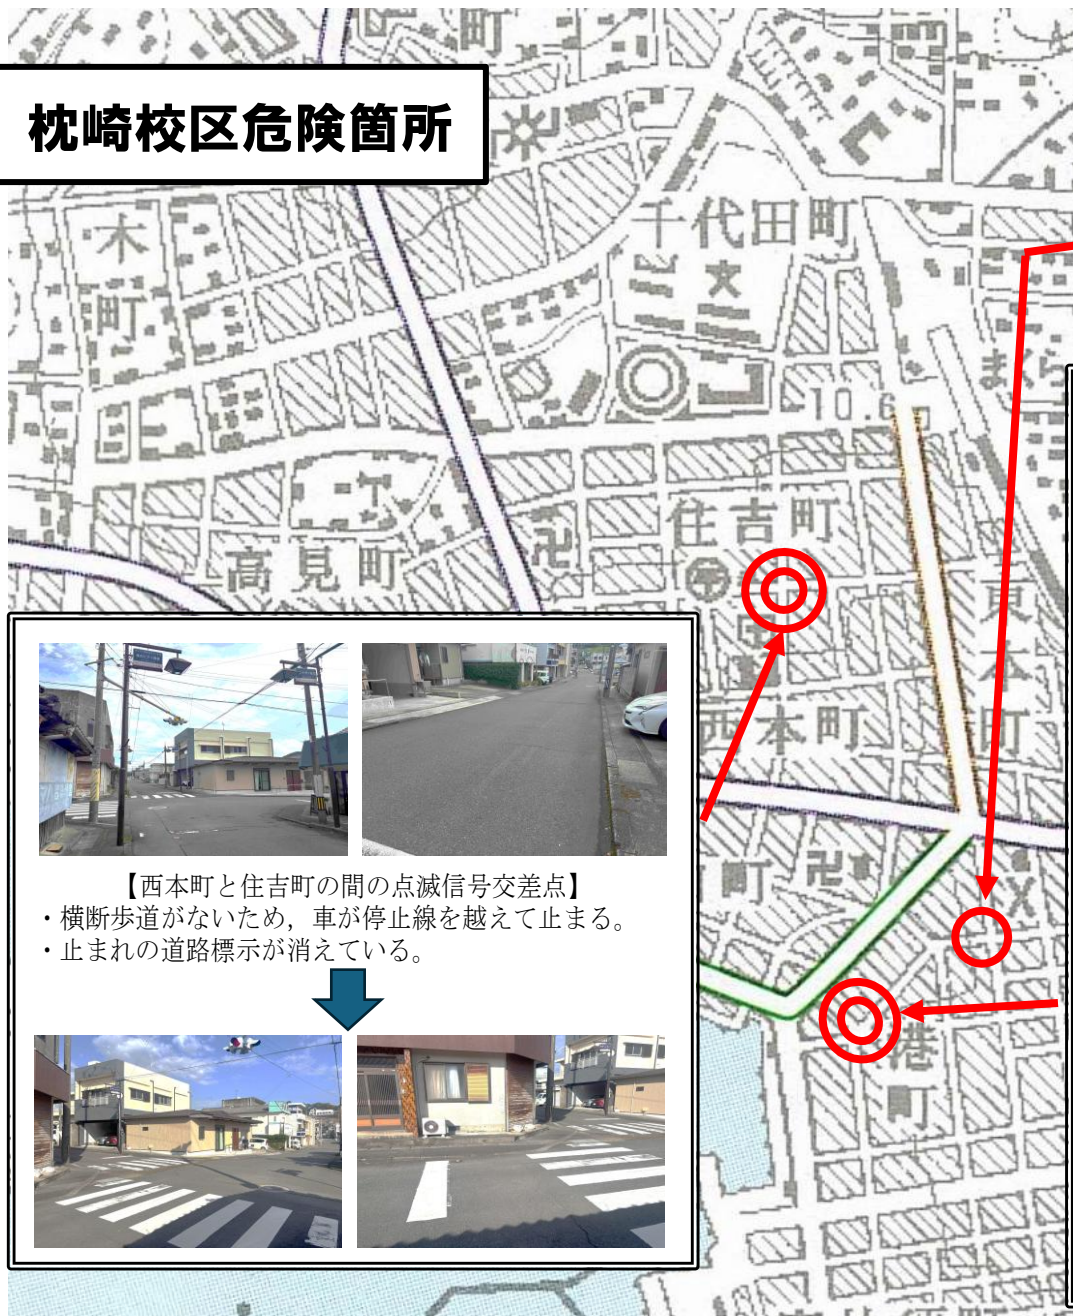 枕崎校区危険箇所
町
木
町
千代田町
まくら
10.6
住吉町
高見町
東本町
西本町
町
港町
【西本町と住吉町の間の点滅信号交差点】
・横断歩道がないため，車が停止線を越えて止まる。
・止まれの道路標示が消えている。